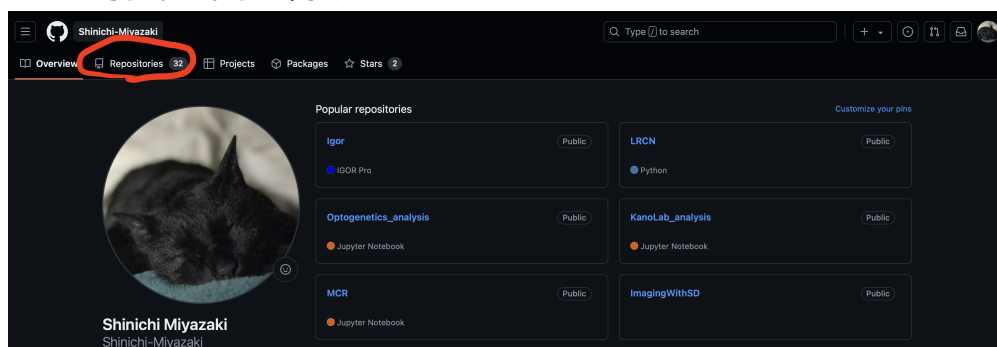 Shinichi-Miyazaki
Type / to search
Overview Repositories 32 Projects Packages Stars 2
Popular repositories
Customize your pins
Igor Public
IGOR Pro
LRCN Public
Python
Optogenetics_analysis Public
Jupyter Notebook
KanoLab_analysis Public
Jupyter Notebook
MCR Public
Jupyter Notebook
ImagingWithSD Public
Shinichi Miyazaki
Shinichi-Miyazaki